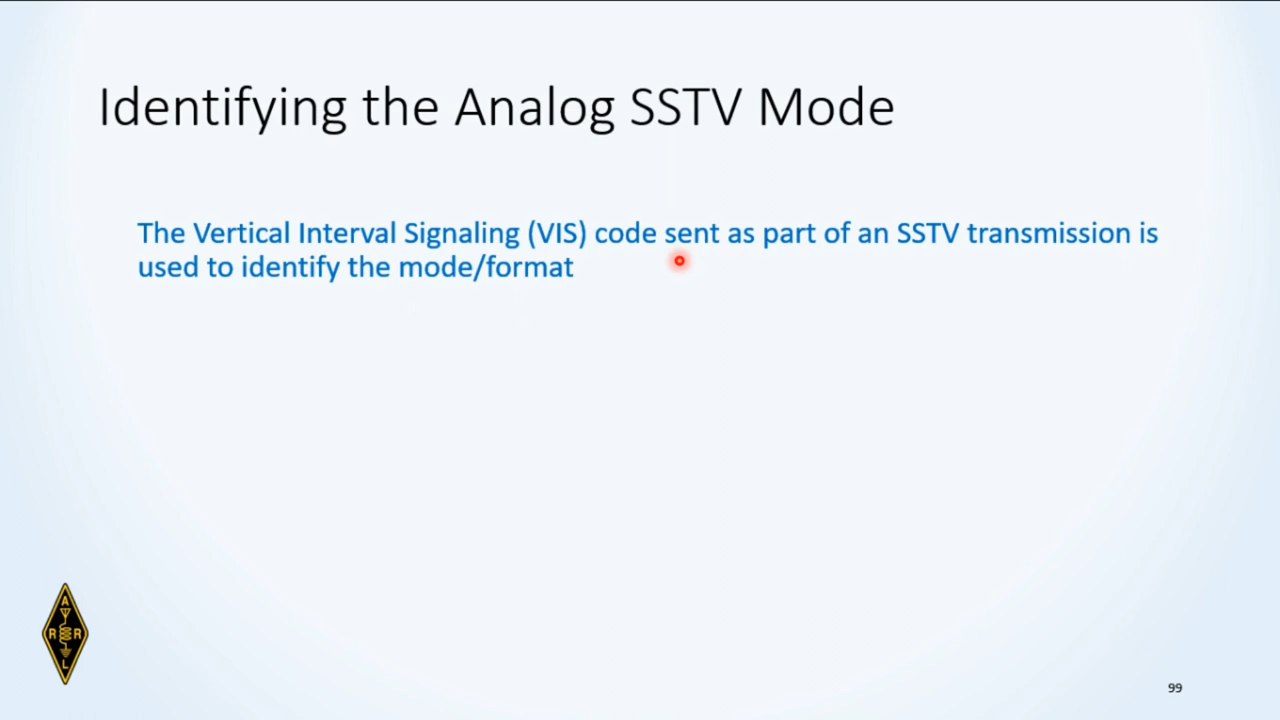 Identifying the Analog SSTV Mode
The Vertical Interval Signaling (VIS) code sent as part of an SSTV transmission is
used to identify the mode/format
A
R R
L
99